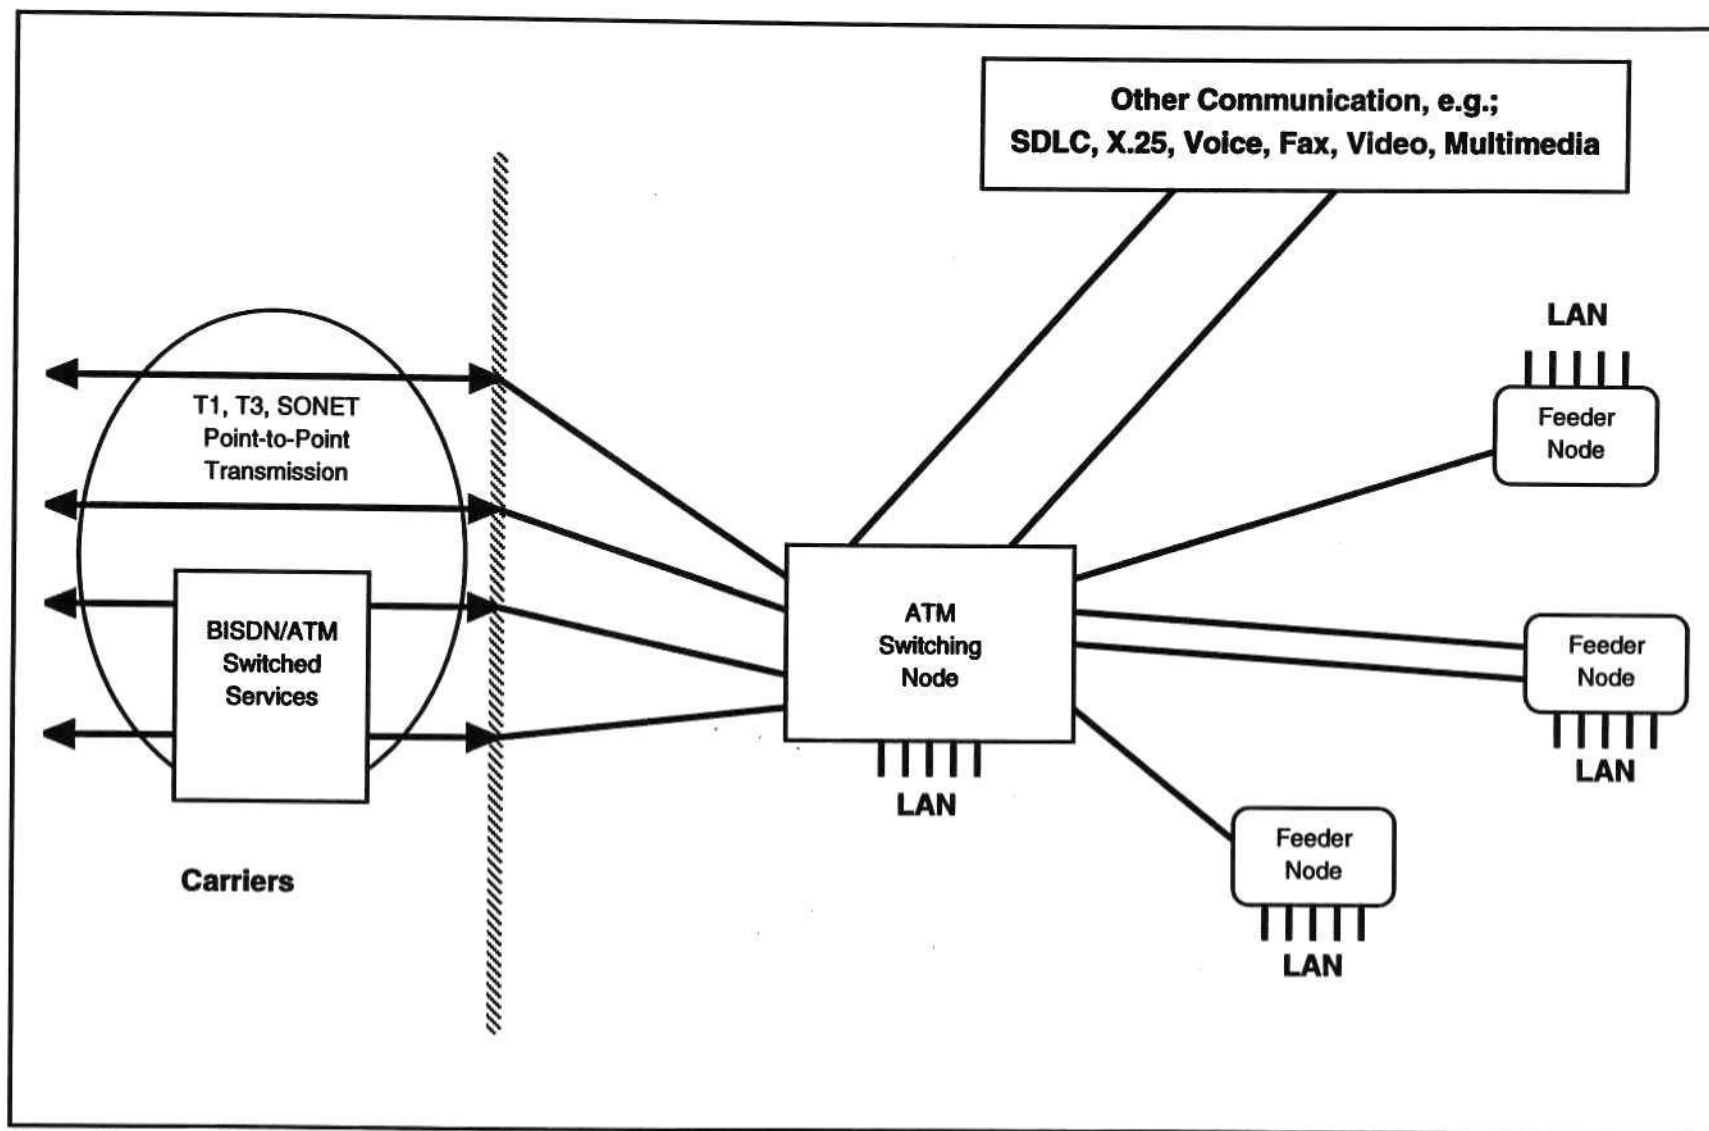 Other Communication, e.g.;
SDLC, X.25, Voice, Fax, Video, Multimedia
T1, T3, SONET
Point-to-Point
Transmission
BISDN/ATM
Switched
Services
Carriers
ATM
Switching
Node
LAN
LAN
Feeder
Node
Feeder
Node
LAN
Feeder
Node
LAN